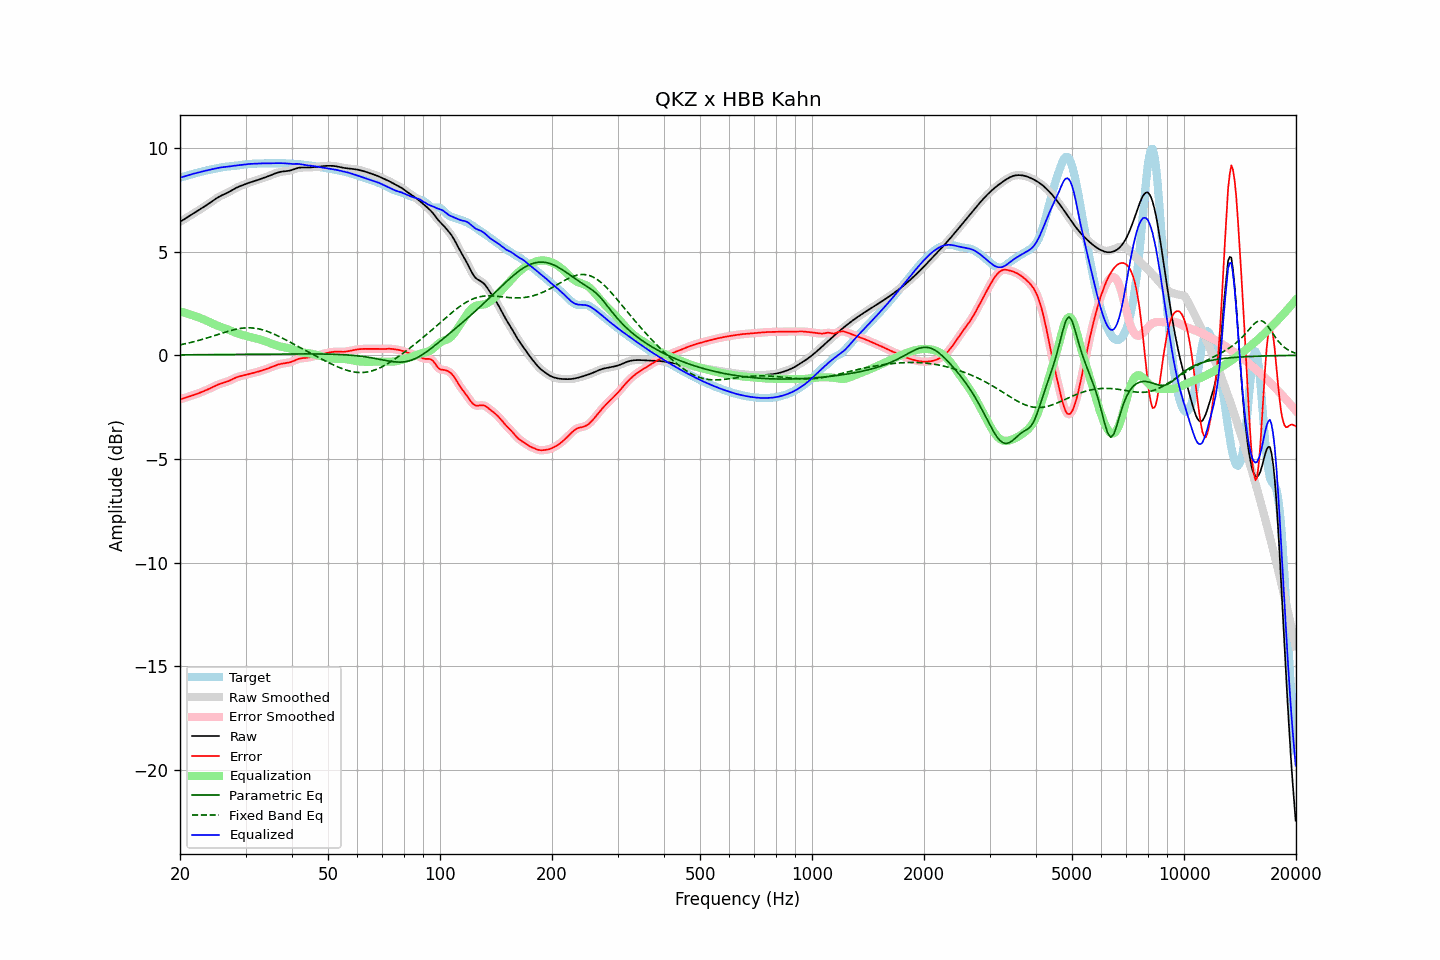 QKZ x HBB Kahn
Amplitude (dBr)
10
5
0
−5
−10
−15
−20
Target
Raw Smoothed
Error Smoothed
Raw
Error
Equalization
Parametric Eq
Fixed Band Eq
Equalized
20 50 100 200 500 1000 2000 5000 10000 20000
Frequency (Hz)